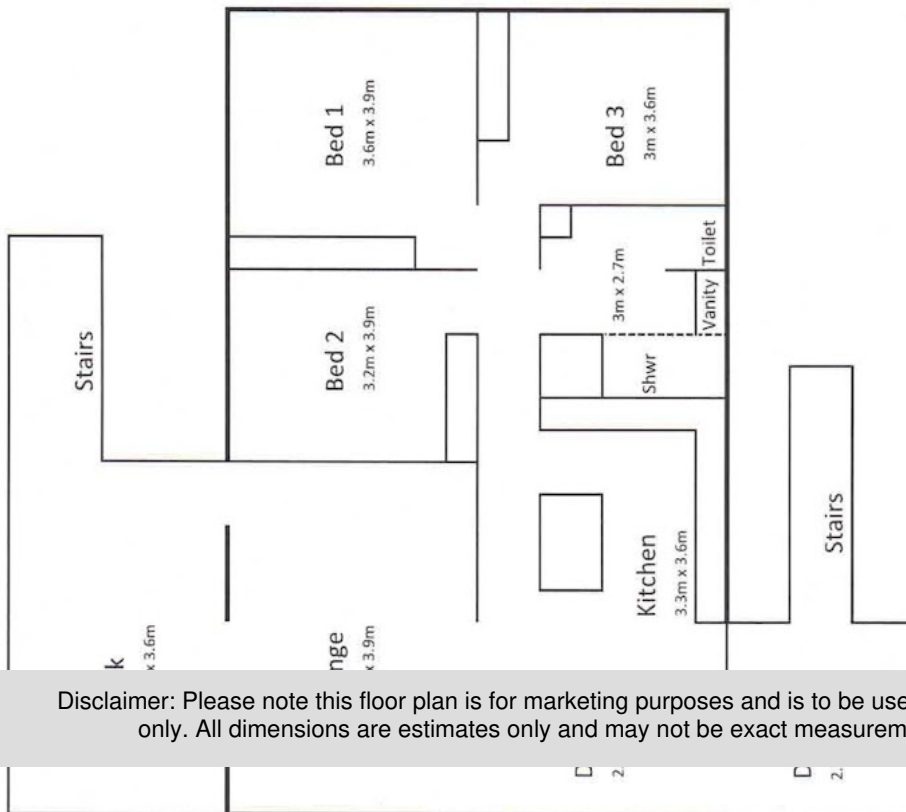 Bed 1
3.6m x 3.9m
Bed 3
3m x 3.6m
Stairs
Bed 2
3.2m x 3.9m
3m x 2.7m
Toilet
Vanity
Shwr
Kitchen
3.3m x 3.6m
Stairs
k
x 3.6m
nge
x 3.9m
Disclaimer: Please note this floor plan is for marketing purposes and is to be use
only. All dimensions are estimates only and may not be exact measurem
D
2.
D
2.